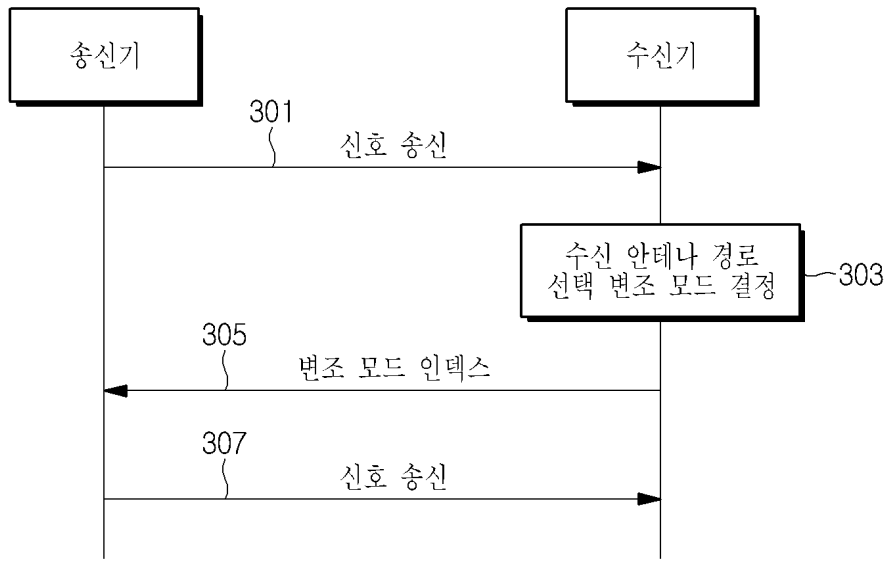 송신기
수신기
301
신호 송신
수신 안테나 경로
선택 변조 모드 결정
303
305
변조 모드 인덱스
307
신호 송신